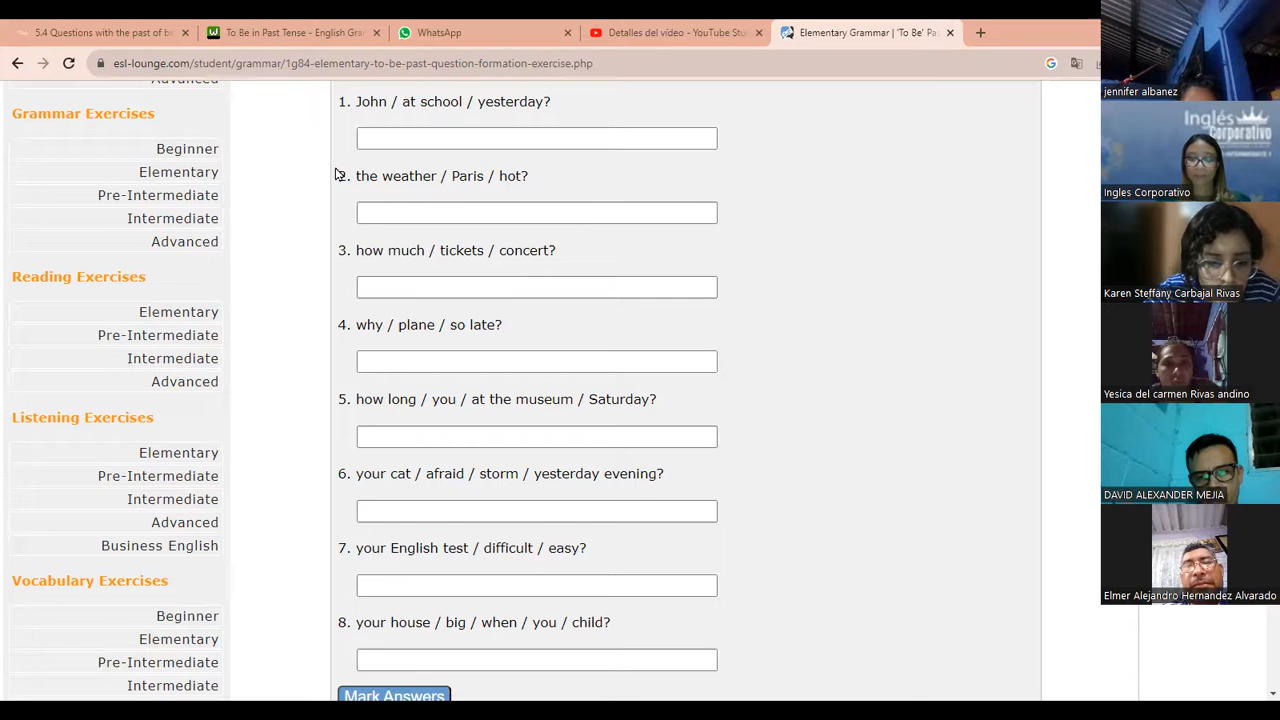 5.4 Questions with the past of b
To Be in Past Tense - English Gra
WhatsApp
Detalles del vídeo - YouTube Stu
Elementary Grammar | 'To Be' Pa
esl-lounge.com/student/grammar/1g84-elementary-to-be-past-question-formation-exercise.php
Advanced
Grammar Exercises
Beginner
Elementary
Pre-Intermediate
Intermediate
Advanced
Reading Exercises
Elementary
Pre-Intermediate
Intermediate
Advanced
Listening Exercises
Elementary
Pre-Intermediate
Intermediate
Advanced
Business English
Vocabulary Exercises
Beginner
Elementary
Pre-Intermediate
Intermediate
1. John / at school / yesterday?
2. the weather / Paris / hot?
3. how much / tickets / concert?
4. why / plane / so late?
5. how long / you / at the museum / Saturday?
6. your cat / afraid / storm / yesterday evening?
7. your English test / difficult / easy?
8. your house / big / when / you / child?
Mark Answers
jennifer albanez
Inglés
Corporativo
Ingles Corporativo
Karen Steffany Carbajal Rivas
Yesica del carmen Rivas andino
DAVID ALEXANDER MEJIA
Elmer Alejandro Hernandez Alvarado